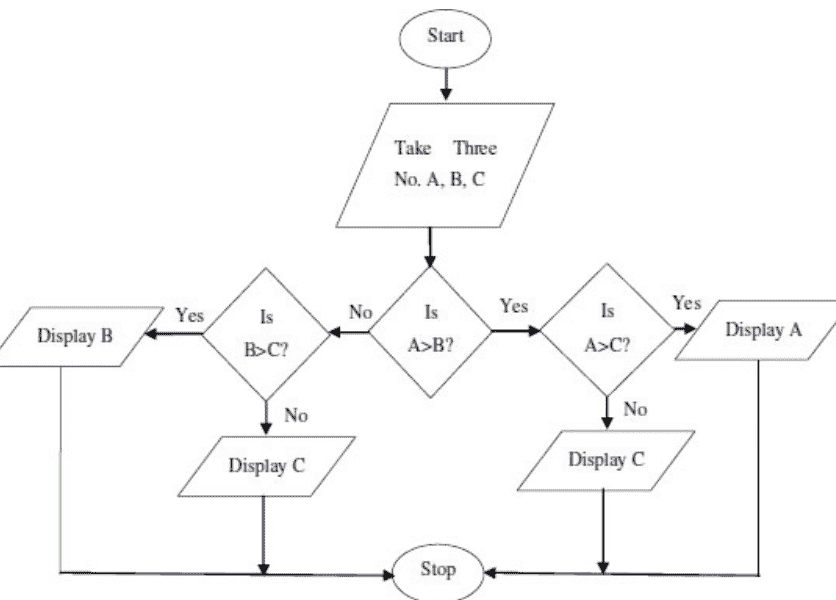 Start
Take Three
No. A, B, C
Is
A>B?
No
Yes
Is
B>C?
Yes
Display B
No
Display C
Is
A>C?
Yes
Display A
No
Display C
Stop